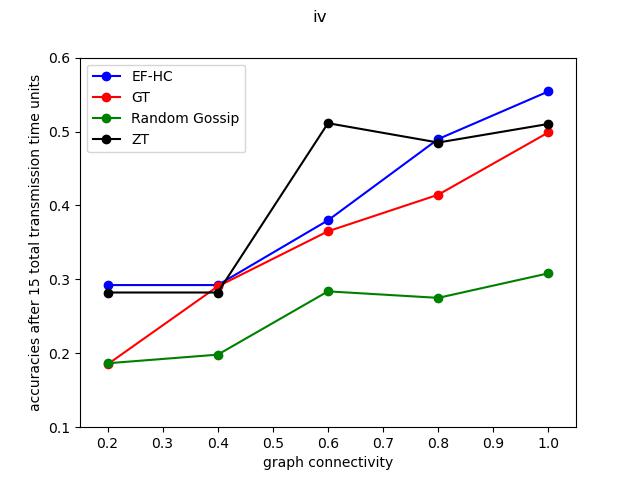 iv
EF-HC
GT
Random Gossip
ZT
accuracies after 15 total transmission time units
0.6
0.5
0.4
0.3
0.2
0.1
0.2 0.3 0.4 0.5 0.6 0.7 0.8 0.9 1.0
graph connectivity